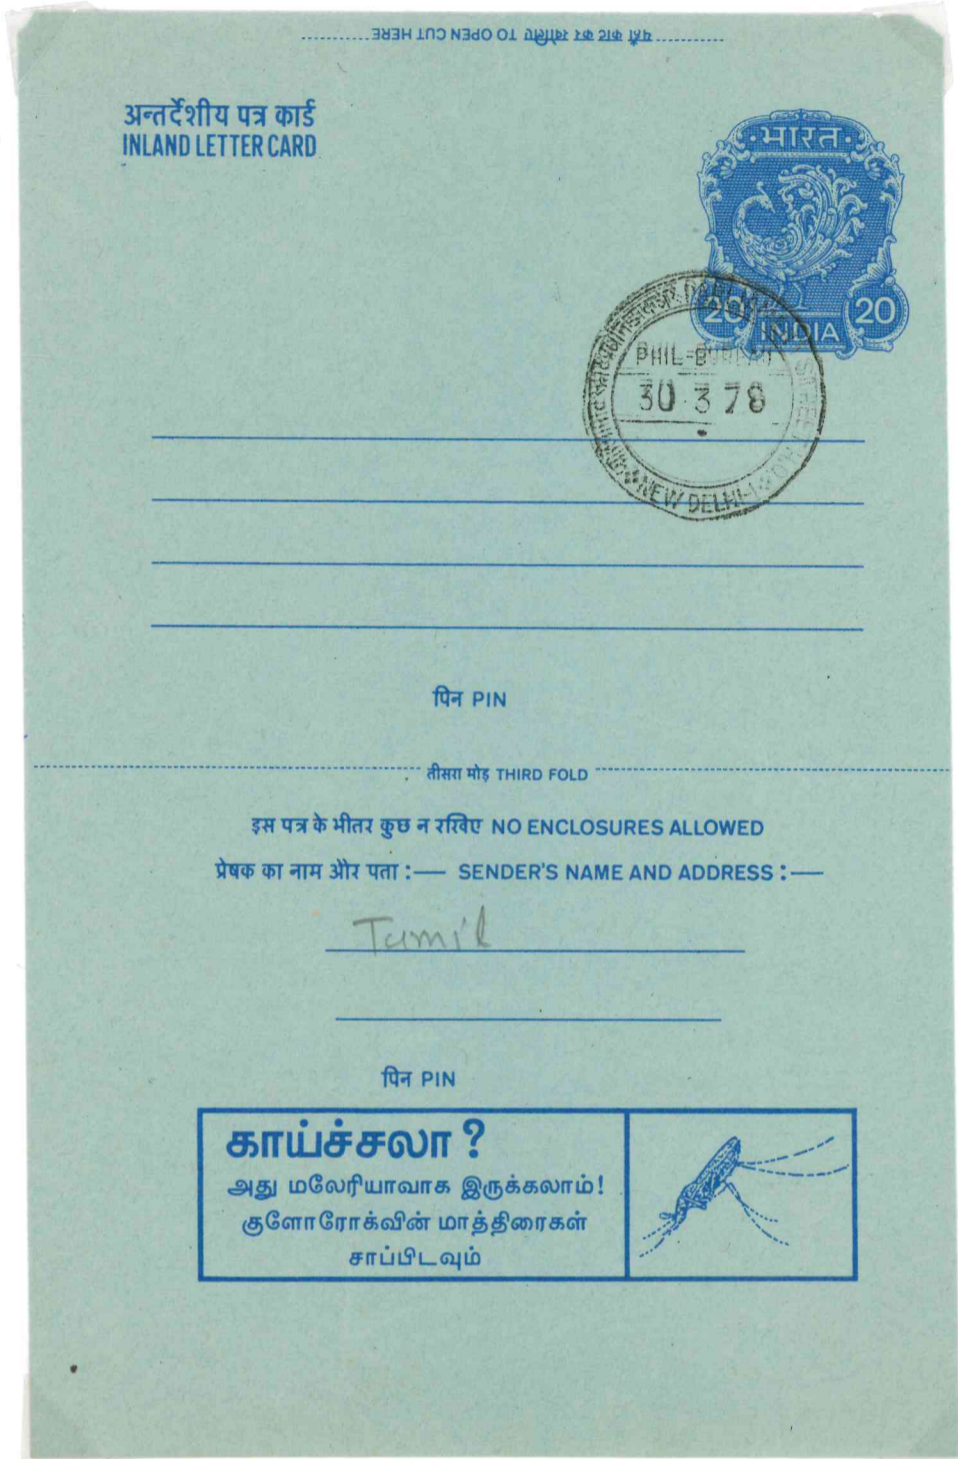 यहाँ काट कर खोलिए TO OPEN CUT HERE
अन्तर्देशीय पत्र कार्ड
INLAND LETTER CARD
भारत
20 20
INDIA
PHIL-BUREAU
30 3 78
NEW DELHI-1
पिन PIN
तीसरा मोड़ THIRD FOLD
इस पत्र के भीतर कुछ न रखिए NO ENCLOSURES ALLOWED
प्रेषक का नाम और पता :— SENDER'S NAME AND ADDRESS :—
Tamil
पिन PIN
காய்ச்சலா ?
அது மலேரியாவாக இருக்கலாம்!
குளோரோக்வின் மாத்திரைகள்
சாப்பிடவும்